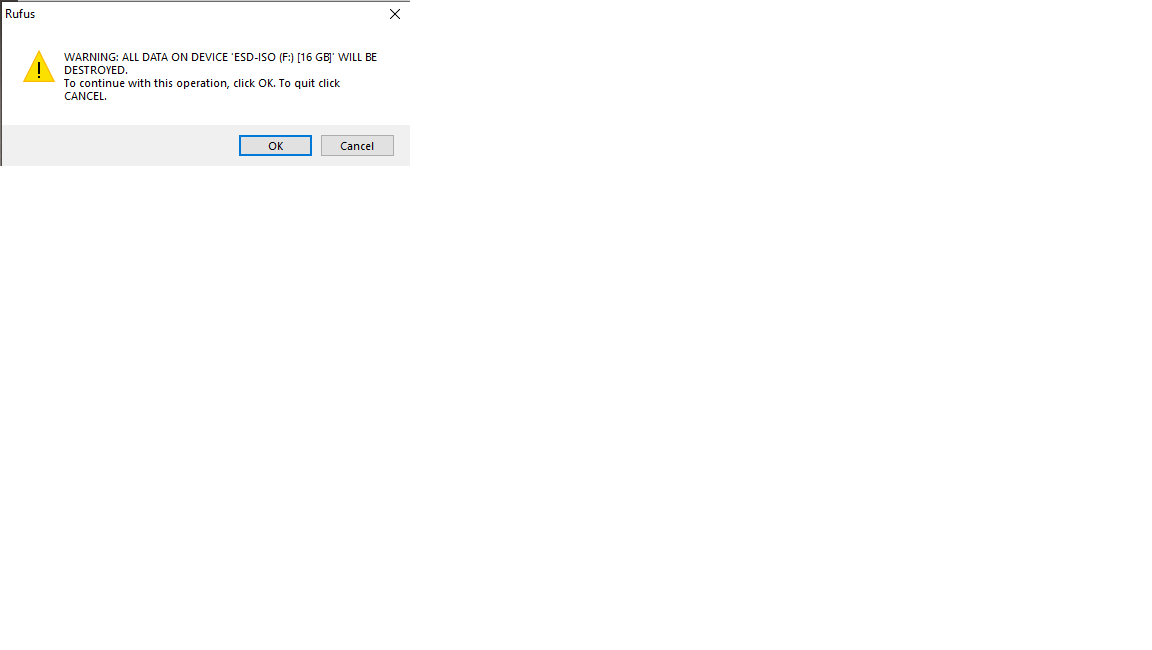 Rufus
WARNING: ALL DATA ON DEVICE 'ESD-ISO (F:) [16 GB]' WILL BE
DESTROYED.
To continue with this operation, click OK. To quit click
CANCEL.
OK
Cancel